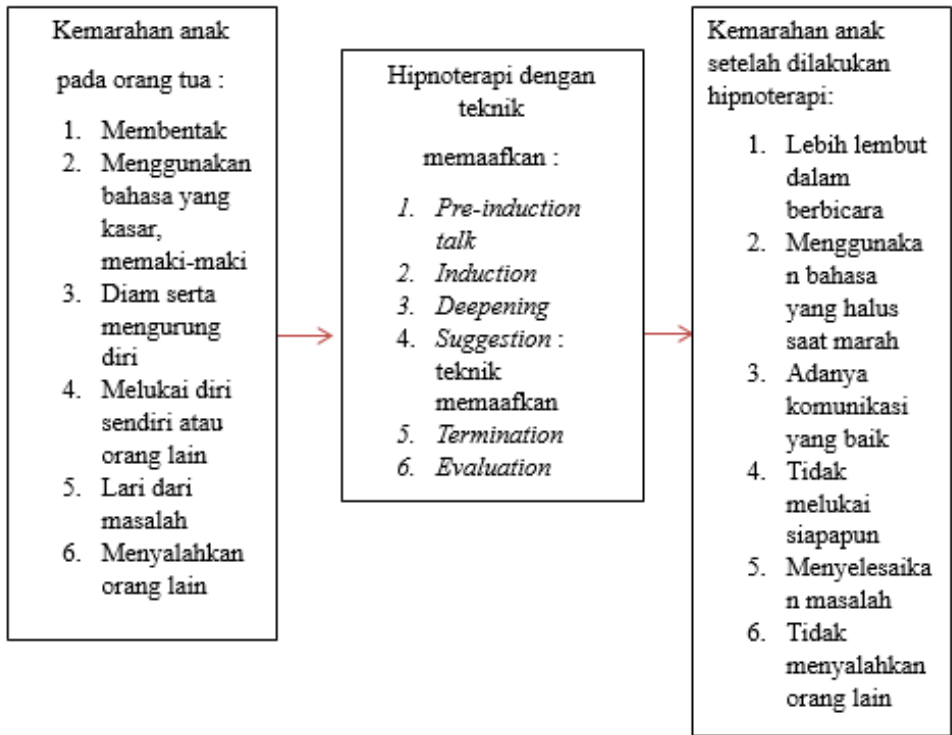 Kemarahan anak
pada orang tua :
1. Membentak
2. Menggunakan
bahasa yang
kasar,
memaki-maki
3. Diam serta
mengurung
diri
4. Melukai diri
sendiri atau
orang lain
5. Lari dari
masalah
6. Menyalahkan
orang lain
Hipnoterapi dengan
teknik
memaafkan :
1. Pre-induction
talk
2. Induction
3. Deepening
4. Suggestion :
teknik
memaafkan
5. Termination
6. Evaluation
Kemarahan anak
setelah dilakukan
hipnoterapi:
1. Lebih lembut
dalam
berbicara
2. Menggunaka
n bahasa
yang halus
saat marah
3. Adanya
komunikasi
yang baik
4. Tidak
melukai
siapapun
5. Menyelesaika
n masalah
6. Tidak
menyalahkan
orang lain